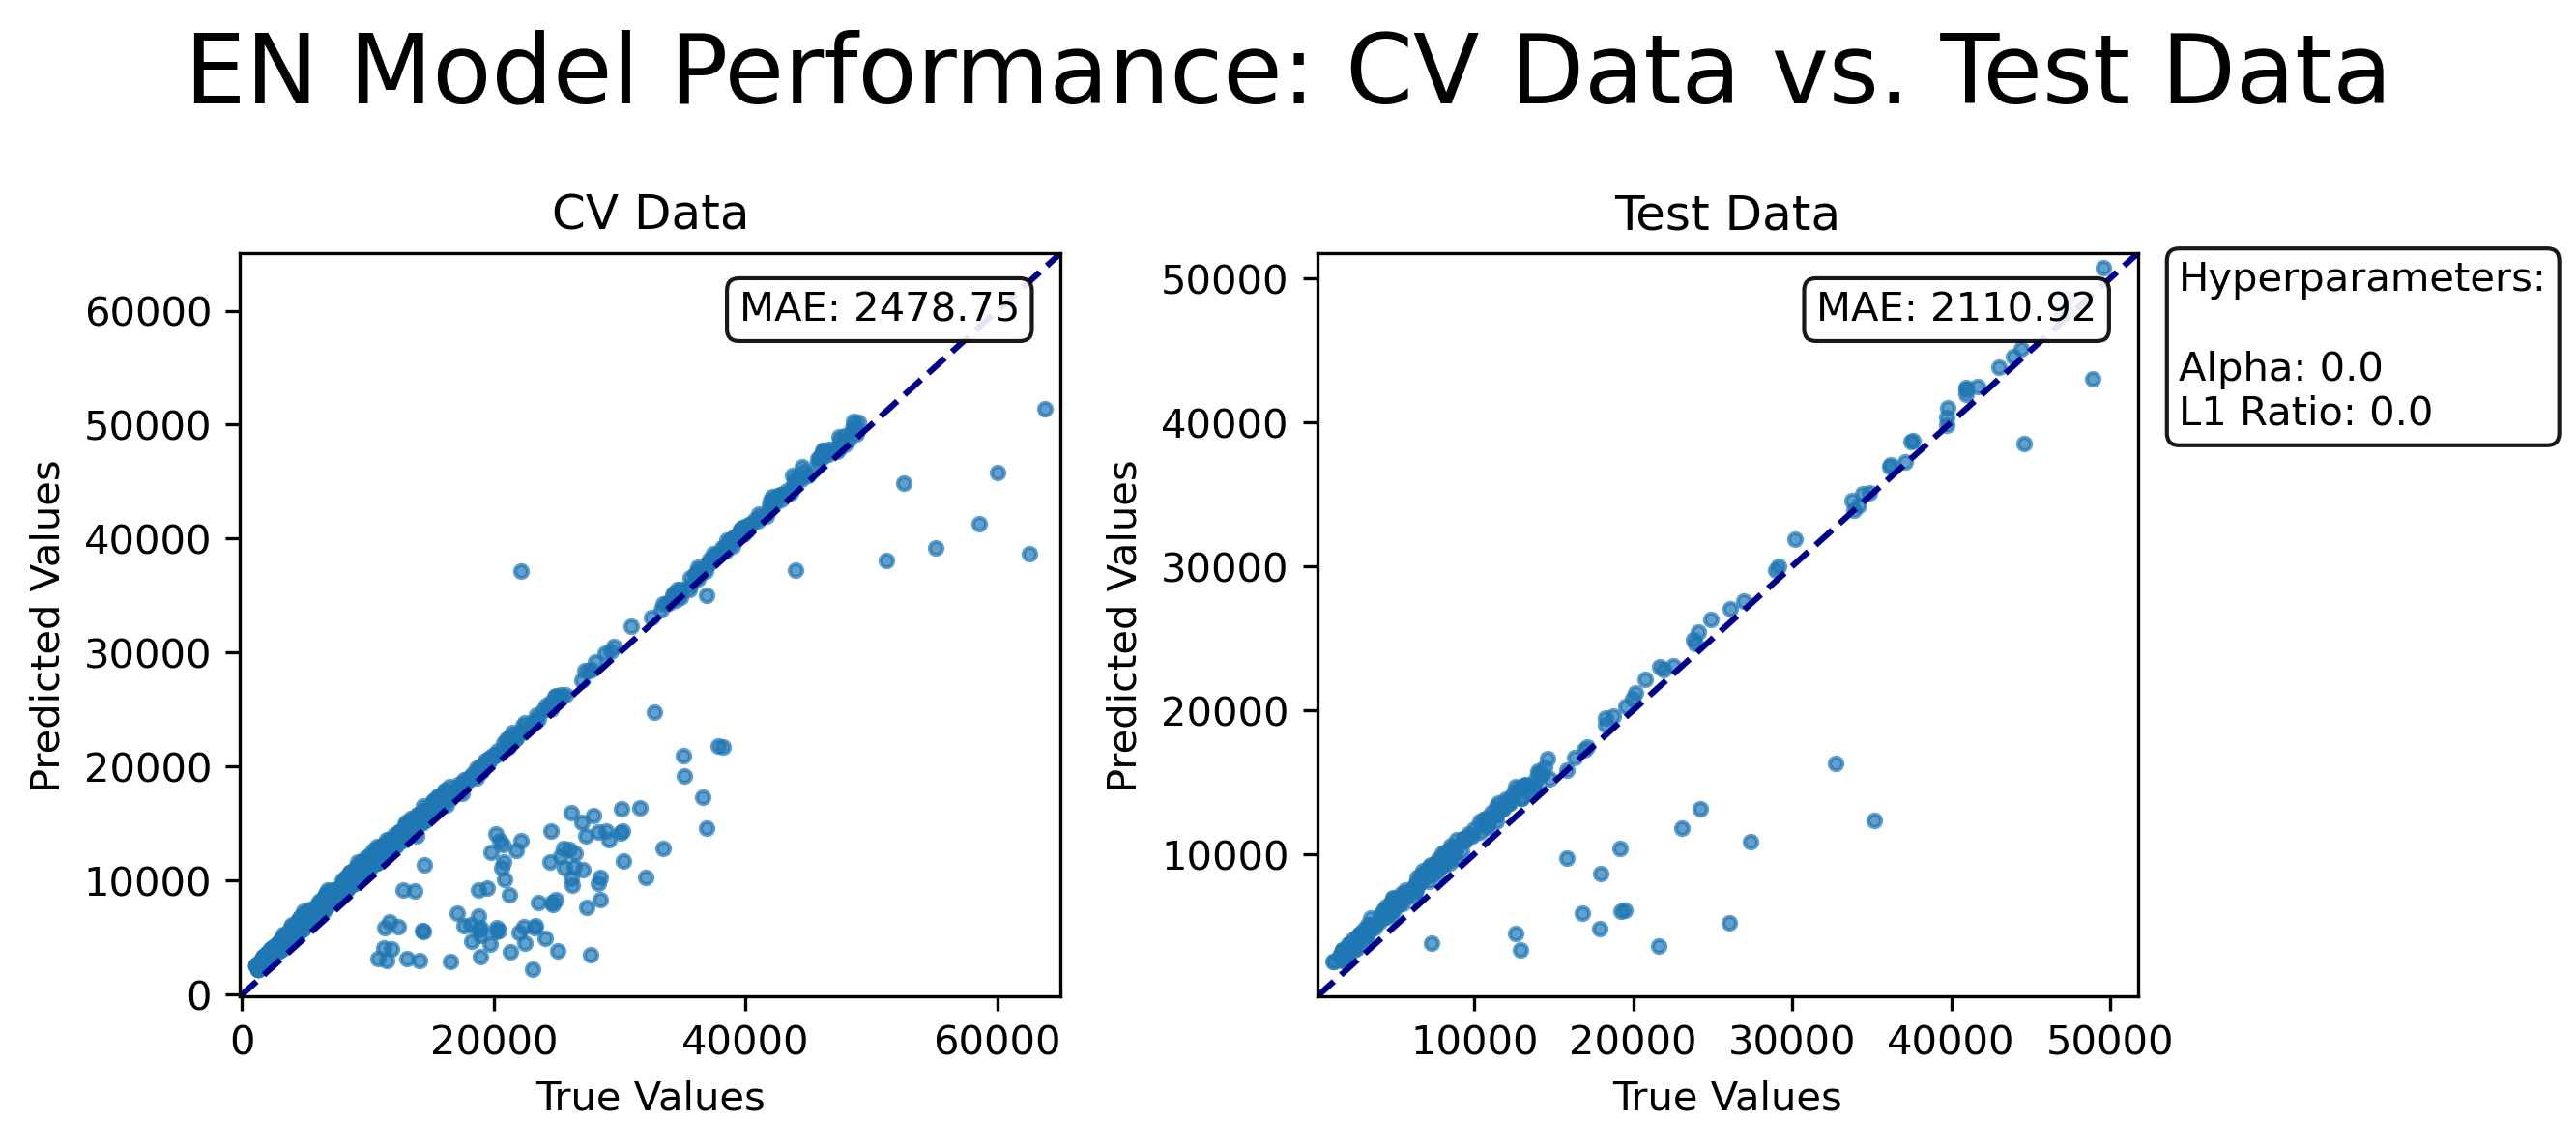 EN Model Performance: CV Data vs. Test Data
CV Data
MAE: 2478.75
Predicted Values
60000
50000
40000
30000
20000
10000
0
0 20000 40000 60000
True Values
Test Data
MAE: 2110.92
Predicted Values
50000
40000
30000
20000
10000
10000 20000 30000 40000 50000
True Values
Hyperparameters:
Alpha: 0.0
L1 Ratio: 0.0